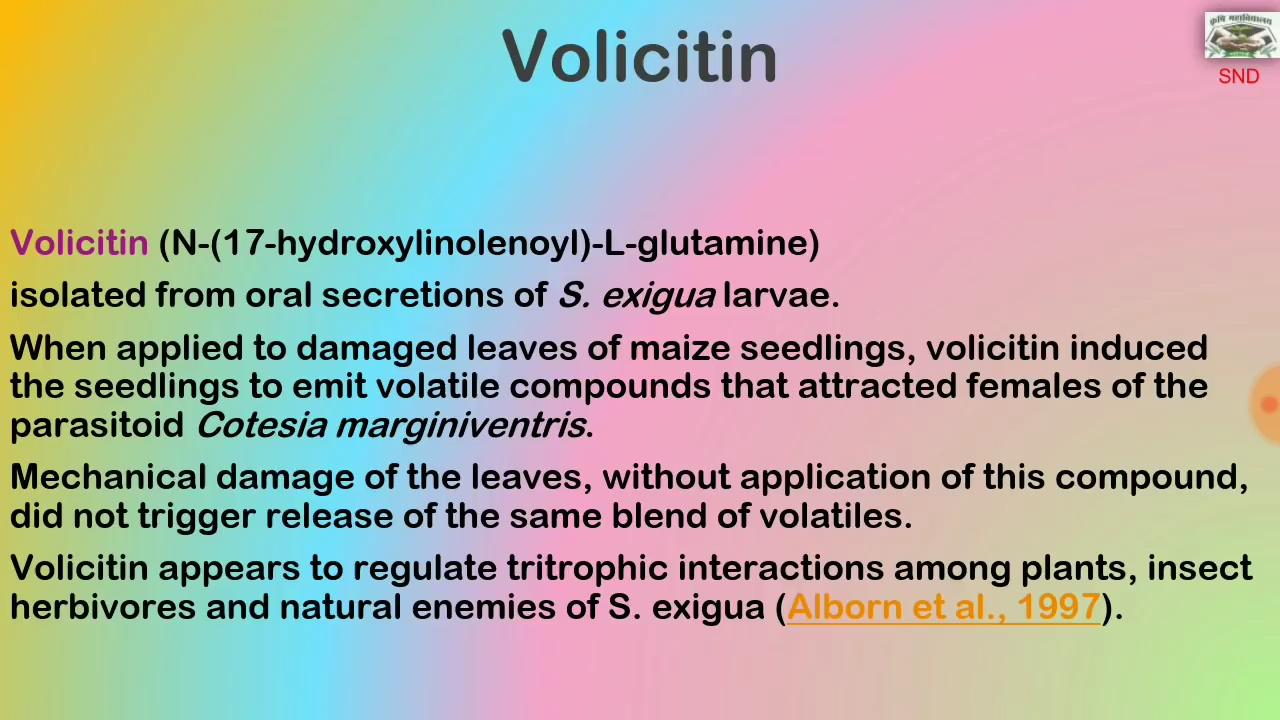 Volicitin
कृषि महाविद्यालय
SND
Volicitin (N-(17-hydroxylinolenoyl)-L-glutamine)
isolated from oral secretions of S. exigua larvae.
When applied to damaged leaves of maize seedlings, volicitin induced
the seedlings to emit volatile compounds that attracted females of the
parasitoid Cotesia marginiventris.
Mechanical damage of the leaves, without application of this compound,
did not trigger release of the same blend of volatiles.
Volicitin appears to regulate tritrophic interactions among plants, insect
herbivores and natural enemies of S. exigua (Alborn et al., 1997).